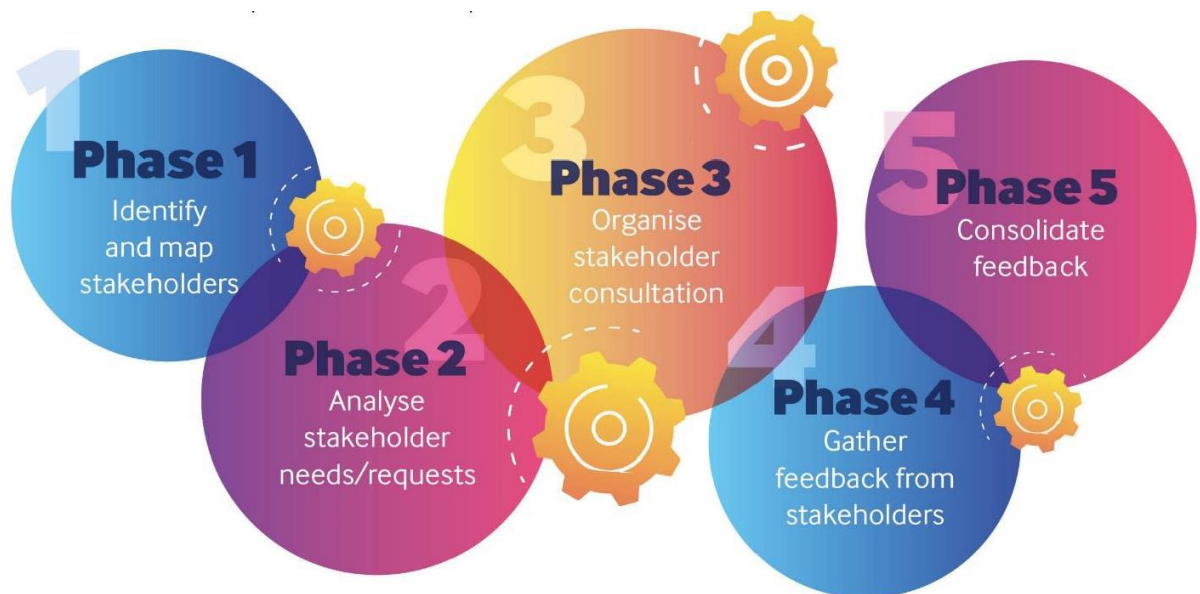 1
Phase 1
Identify
and map
stakeholders
2
Phase 2
Analyse
stakeholder
needs/requests
3
Phase 3
Organise
stakeholder
consultation
4
Phase 4
Gather
feedback from
stakeholders
5
Phase 5
Consolidate
feedback